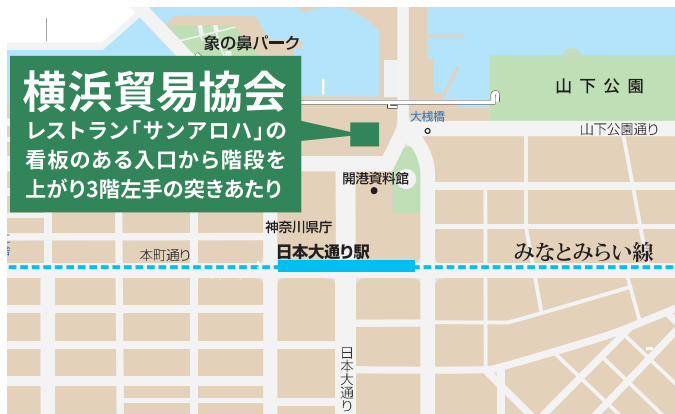 象の鼻パーク
横浜貿易協会
レストラン「サンアロハ」の
看板のある入口から階段を
上がり3階左手の突きあたり
山下公園
大桟橋
山下公園通り
開港資料館
神奈川県庁
日本大通り駅
本町通り
みなとみらい線
日本大通り